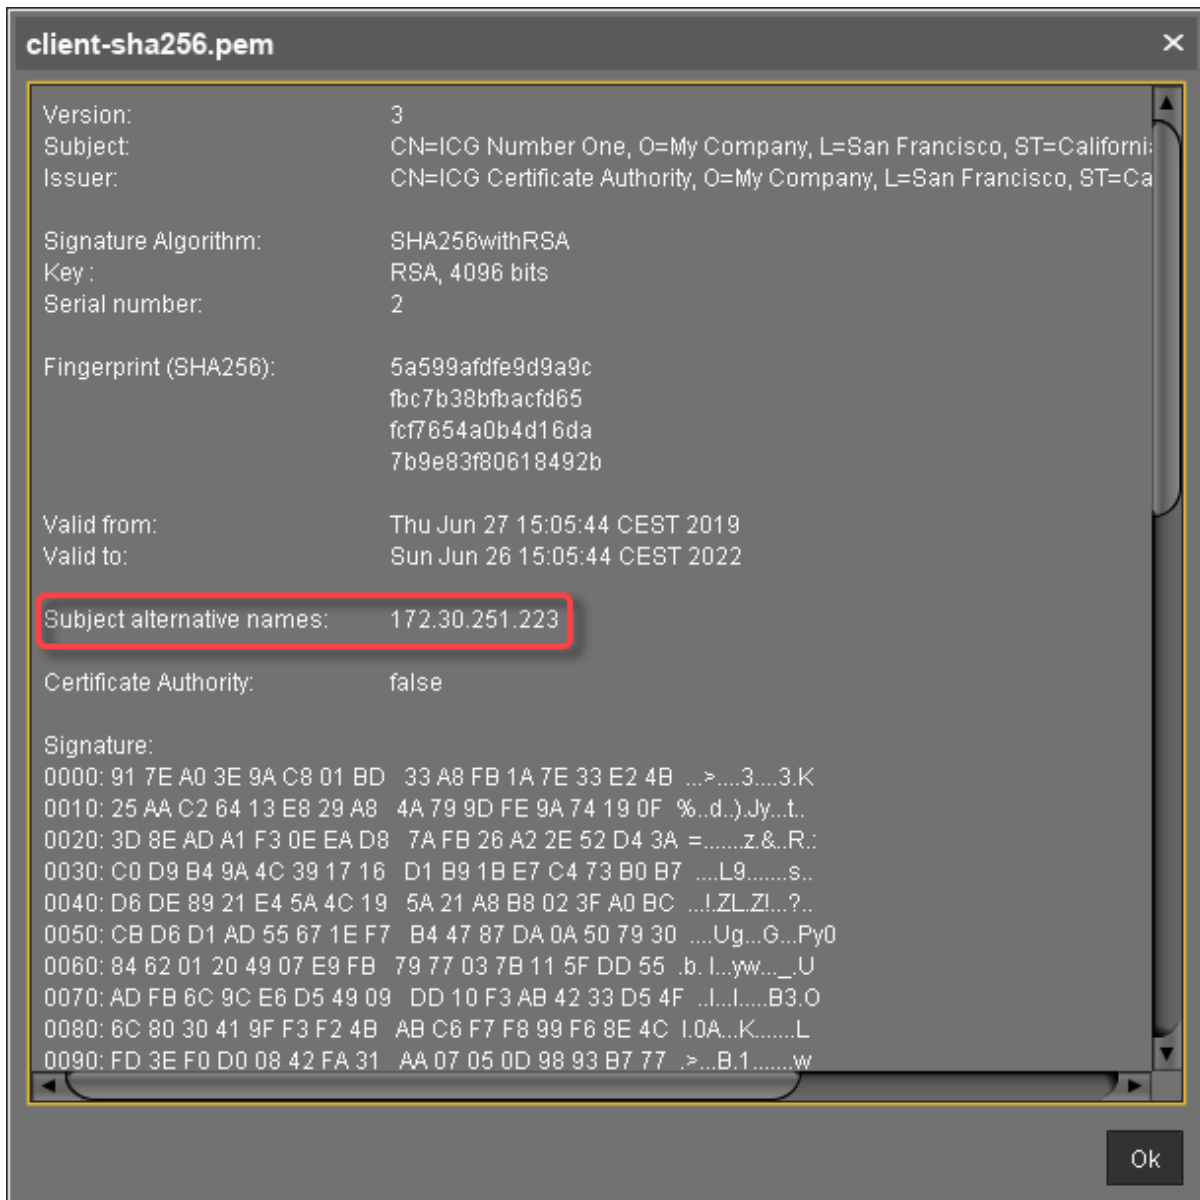 client-sha256.pem
Version: 3
Subject: CN=ICG Number One, O=My Company, L=San Francisco, ST=Californi
Issuer: CN=ICG Certificate Authority, O=My Company, L=San Francisco, ST=Ca
Signature Algorithm: SHA256withRSA
Key : RSA, 4096 bits
Serial number: 2
Fingerprint (SHA256): 5a599afdfe9d9a9c
fbc7b38bfbacfd65
fcf7654a0b4d16da
7b9e83f80618492b
Valid from: Thu Jun 27 15:05:44 CEST 2019
Valid to: Sun Jun 26 15:05:44 CEST 2022
Subject alternative names: 172.30.251.223
Certificate Authority: false
Signature:
0000: 91 7E A0 3E 9A C8 01 BD 33 A8 FB 1A 7E 33 E2 4B ...>....3....3.K
0010: 25 AA C2 64 13 E8 29 A8 4A 79 9D FE 9A 74 19 0F %..d..).Jy...t..
0020: 3D 8E AD A1 F3 0E EA D8 7A FB 26 A2 2E 52 D4 3A =.......z.&..R.:
0030: C0 D9 B4 9A 4C 39 17 16 D1 B9 1B E7 C4 73 B0 B7 ....L9.......s..
0040: D6 DE 89 21 E4 5A 4C 19 5A 21 A8 B8 02 3F A0 BC ...!.ZL.Z!...?..
0050: CB D6 D1 AD 55 67 1E F7 B4 47 87 DA 0A 50 79 30 ....Ug...G...Py0
0060: 84 62 01 20 49 07 E9 FB 79 77 03 7B 11 5F DD 55 .b. I...yw..._.U
0070: AD FB 6C 9C E6 D5 49 09 DD 10 F3 AB 42 33 D5 4F ..l...I.....B3.O
0080: 6C 80 30 41 9F F3 F2 4B AB C6 F7 F8 99 F6 8E 4C l.0A...K.......L
0090: FD 3E F0 D0 08 42 FA 31 AA 07 05 0D 98 93 B7 77 .>...B.1.......w
Ok